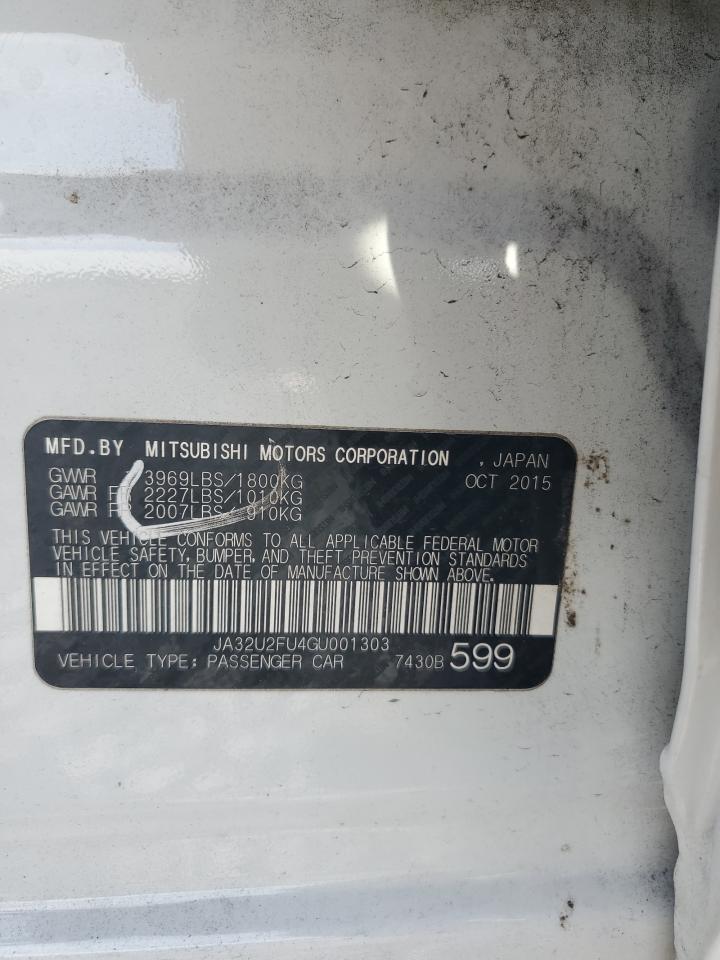 MFD.BY MITSUBISHI MOTORS CORPORATION , JAPAN
GVWR 3969LBS/1800KG OCT 2015
GAWR FR 2227LBS/1010KG
GAWR RR 2007LBS/ 910KG
THIS VEHICLE CONFORMS TO ALL APPLICABLE FEDERAL MOTOR
VEHICLE SAFETY, BUMPER, AND THEFT PREVENTION STANDARDS
IN EFFECT ON THE DATE OF MANUFACTURE SHOWN ABOVE.
JA32U2FU4GU001303
VEHICLE TYPE: PASSENGER CAR 7430B 599